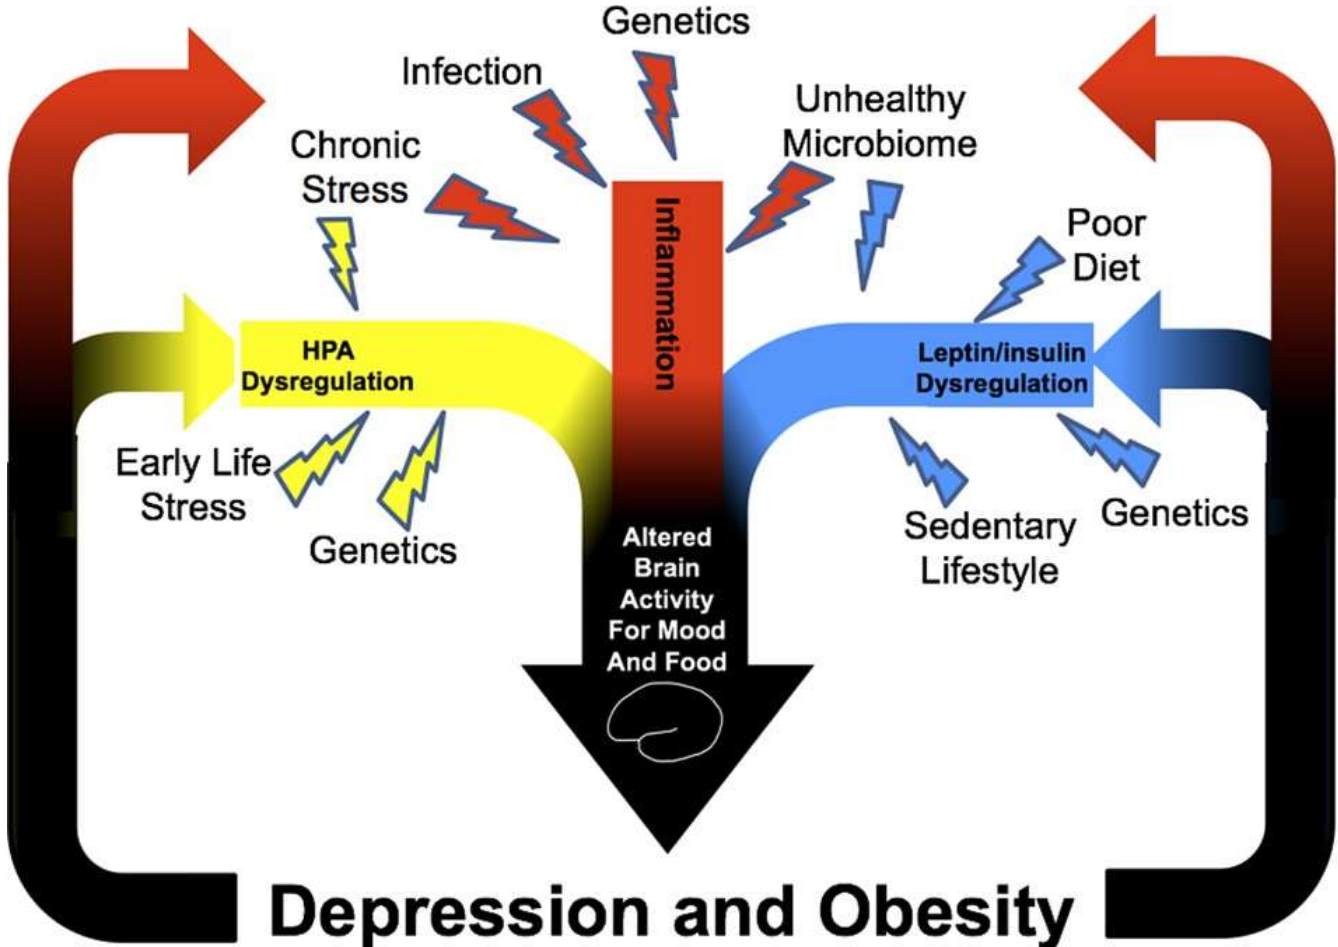 Genetics
Infection
Unhealthy
Microbiome
Chronic
Stress
Inflammation
Poor
Diet
HPA
Dysregulation
Leptin/insulin
Dysregulation
Early Life
Stress
Genetics
Sedentary
Lifestyle
Genetics
Altered
Brain
Activity
For Mood
And Food
Depression and Obesity